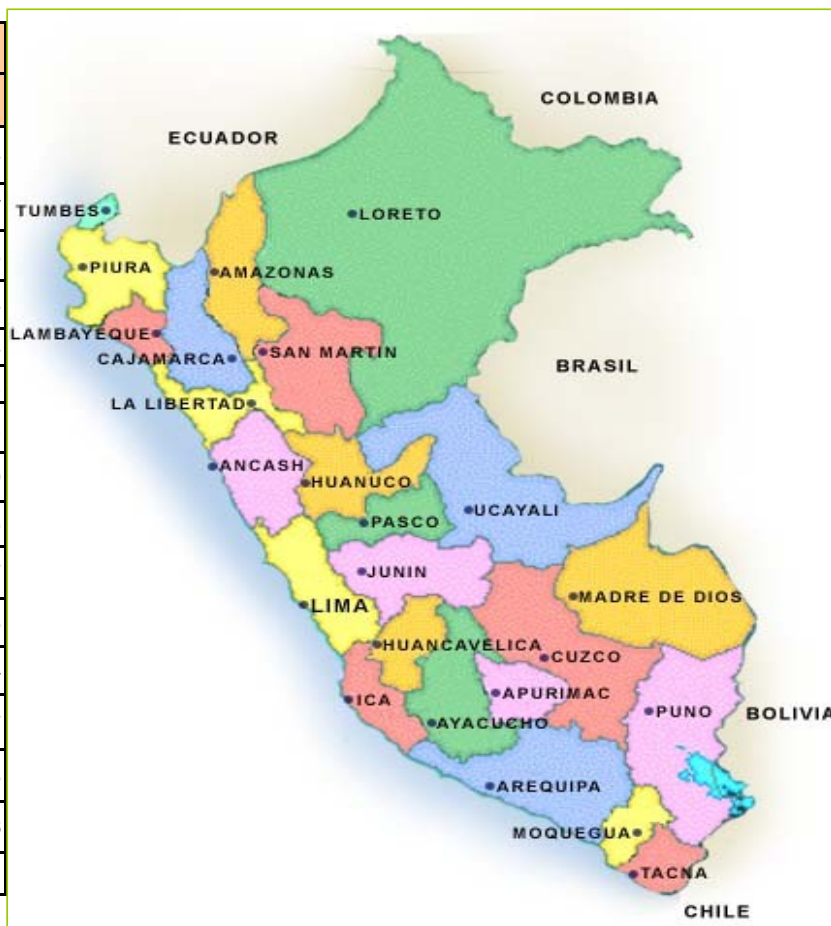 COLOMBIA
ECUADOR
TUMBES
LORETO
PIURA
AMAZONAS
LAMBAYEQUE
CAJAMARCA
SAN MARTIN
BRASIL
LA LIBERTAD
ANCASH
HUANUCO
UCAYALI
PASCO
JUNIN
MADRE DE DIOS
LIMA
HUANCAVELICA
CUZCO
APURIMAC
ICA
PUNO
BOLIVIA
AYACUCHO
AREQUIPA
MOQUEGUA
TACNA
CHILE